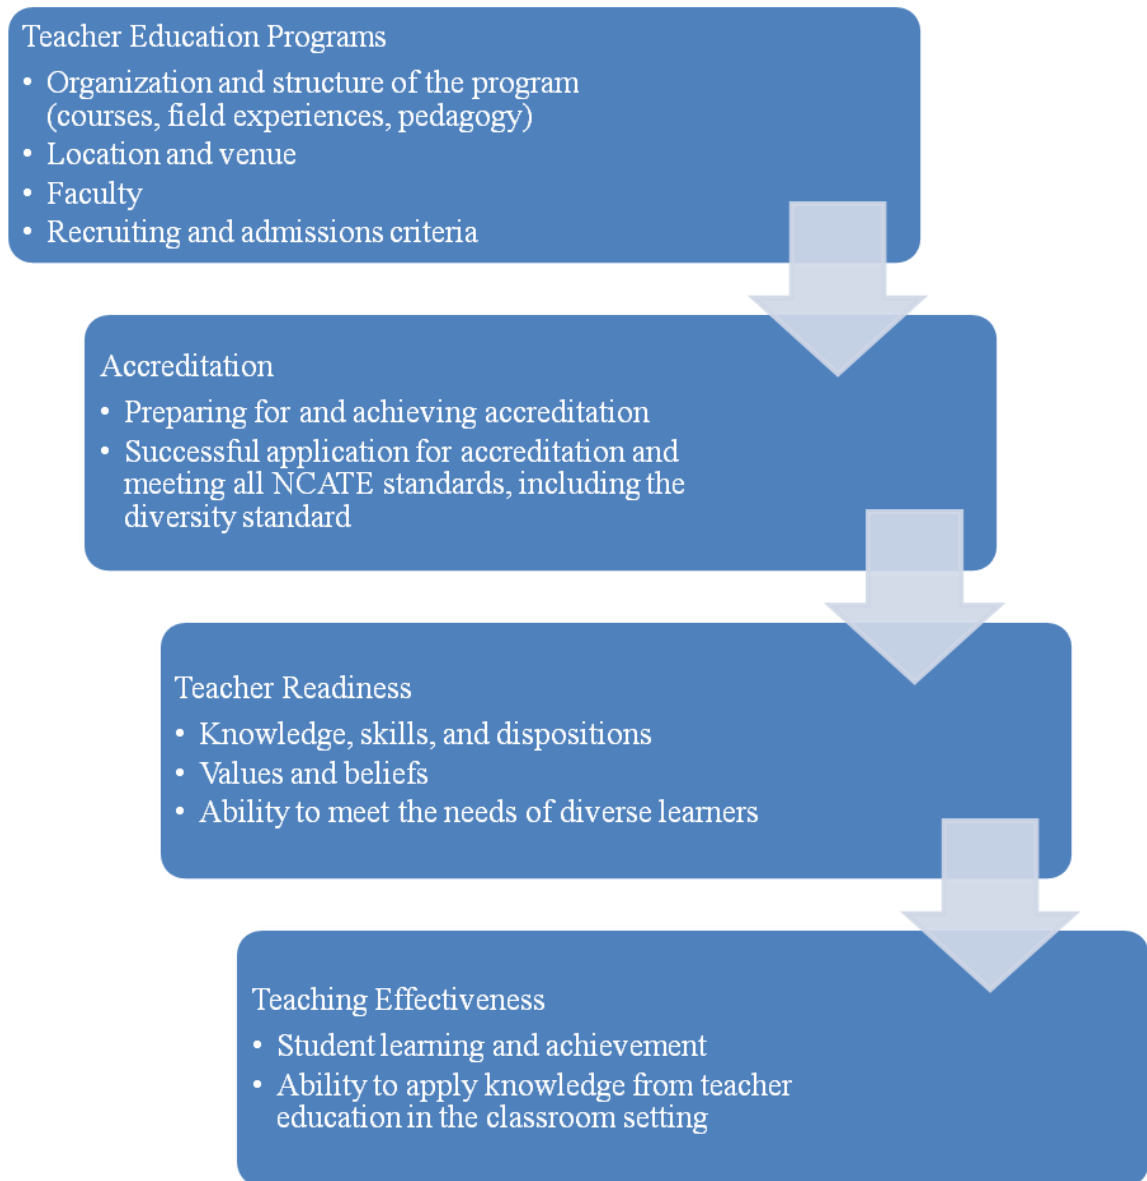 Teacher Education Programs
• Organization and structure of the program
(courses, field experiences, pedagogy)
• Location and venue
• Faculty
• Recruiting and admissions criteria
Accreditation
• Preparing for and achieving accreditation
• Successful application for accreditation and
meeting all NCATE standards, including the
diversity standard
Teacher Readiness
• Knowledge, skills, and dispositions
• Values and beliefs
• Ability to meet the needs of diverse learners
Teaching Effectiveness
• Student learning and achievement
• Ability to apply knowledge from teacher
education in the classroom setting